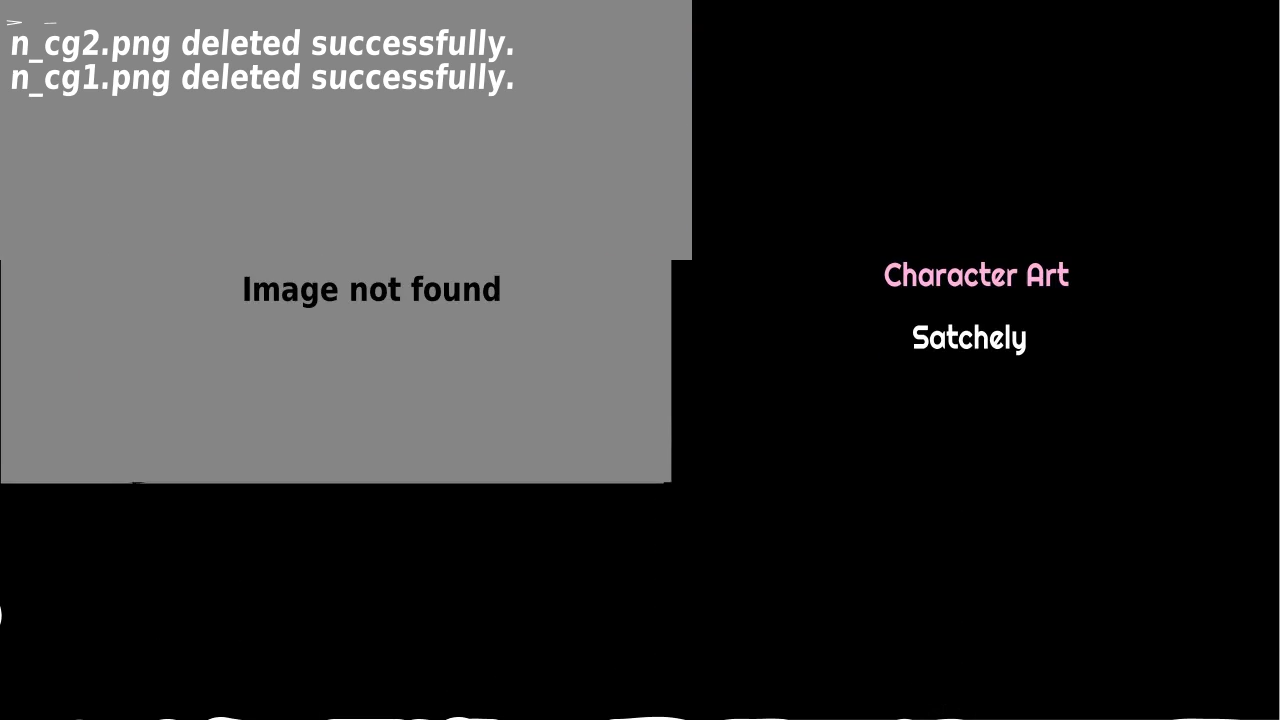 n_cg2.png deleted successfully.
n_cg1.png deleted successfully.
Image not found
Character Art
Satchely